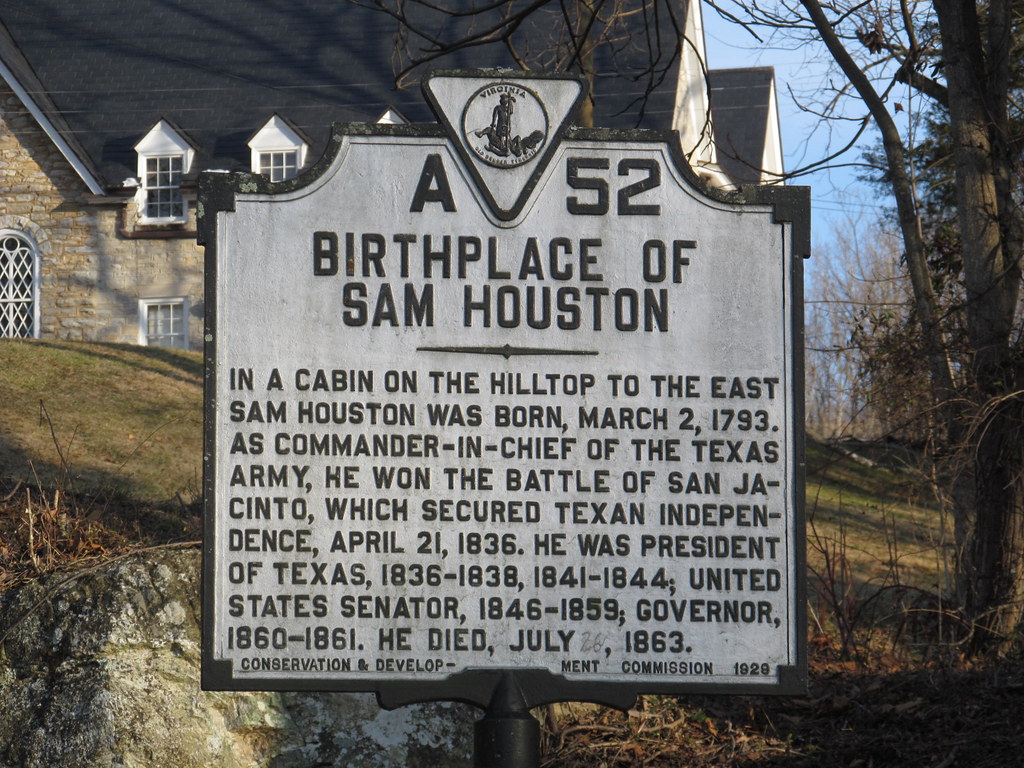 VIRGINIA
A 52
BIRTHPLACE OF
SAM HOUSTON
IN A CABIN ON THE HILLTOP TO THE EAST
SAM HOUSTON WAS BORN, MARCH 2, 1793.
AS COMMANDER-IN-CHIEF OF THE TEXAS
ARMY, HE WON THE BATTLE OF SAN JA-
CINTO, WHICH SECURED TEXAN INDEPEN-
DENCE, APRIL 21, 1836. HE WAS PRESIDENT
OF TEXAS, 1836-1838, 1841-1844; UNITED
STATES SENATOR, 1846-1859; GOVERNOR,
1860-1861. HE DIED, JULY , 1863.
CONSERVATION & DEVELOP- MENT COMMISSION 1929